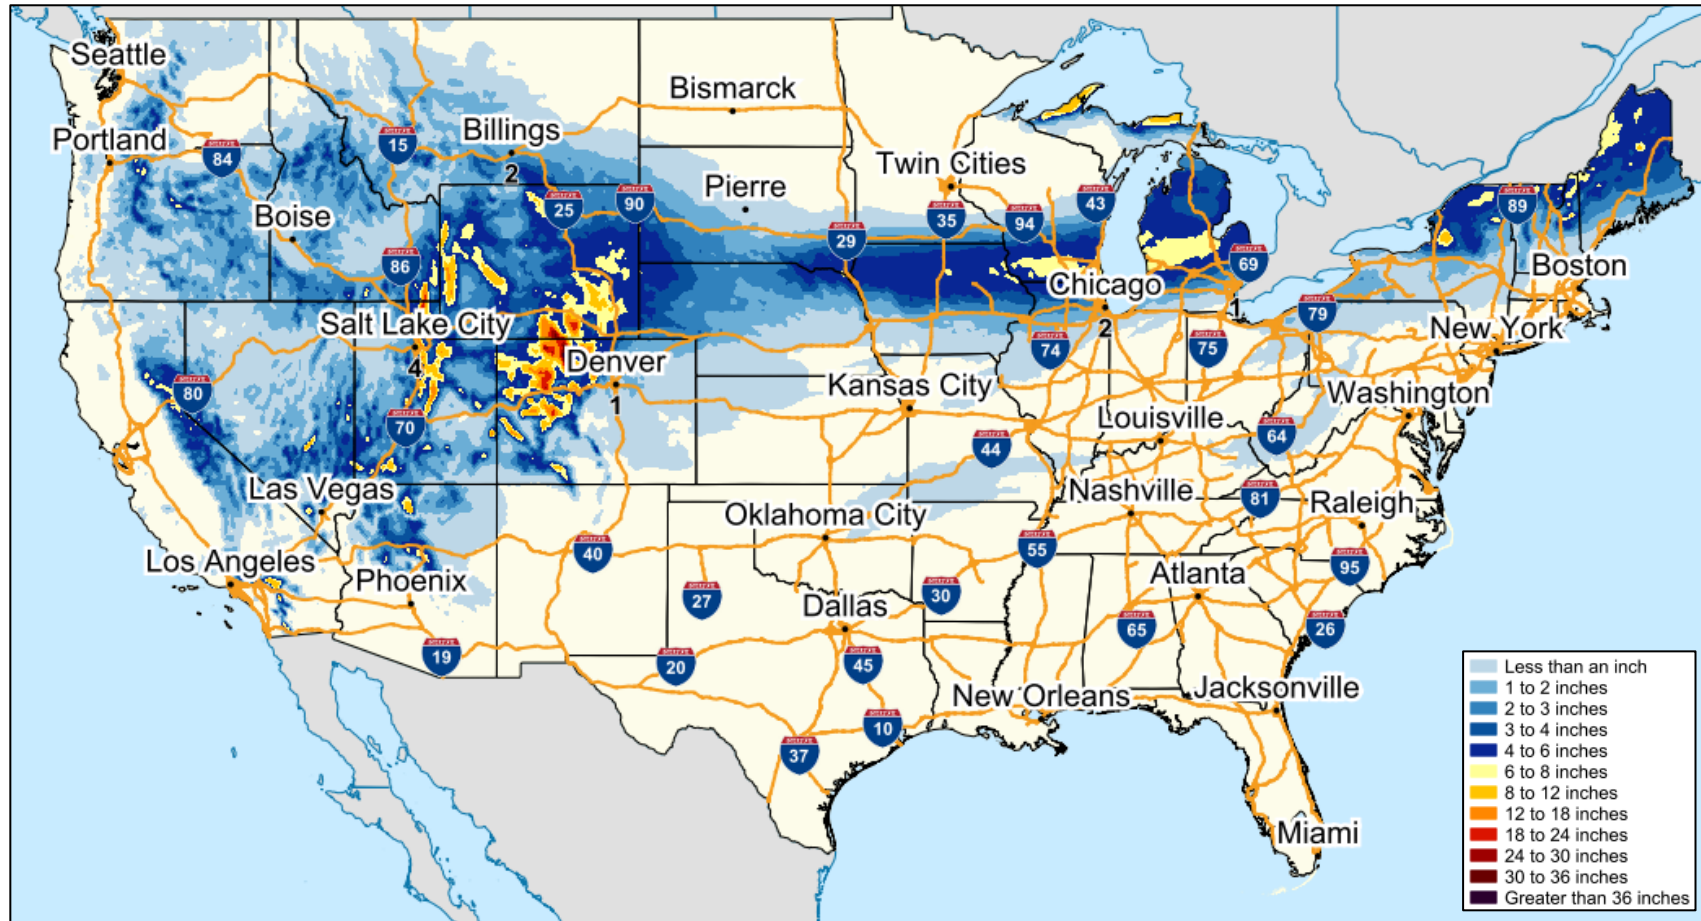 Seattle
Bismarck
Billings
Portland
15
84
Twin Cities
2
Pierre
25
90
43
89
Boise
35
94
29
86
69
Boston
Chicago
1
79
Salt Lake City
New York
2
74
75
Denver
4
80
Kansas City
Washington
1
70
Louisville
64
44
Las Vegas
Nashville
81
Raleigh
Oklahoma City
40
55
Los Angeles
95
Phoenix
Atlanta
27
30
Dallas
65
26
19
20
45
Less than an inch
1 to 2 inches
2 to 3 inches
3 to 4 inches
4 to 6 inches
6 to 8 inches
8 to 12 inches
12 to 18 inches
18 to 24 inches
24 to 30 inches
30 to 36 inches
Greater than 36 inches
New Orleans
Jacksonville
10
37
Miami